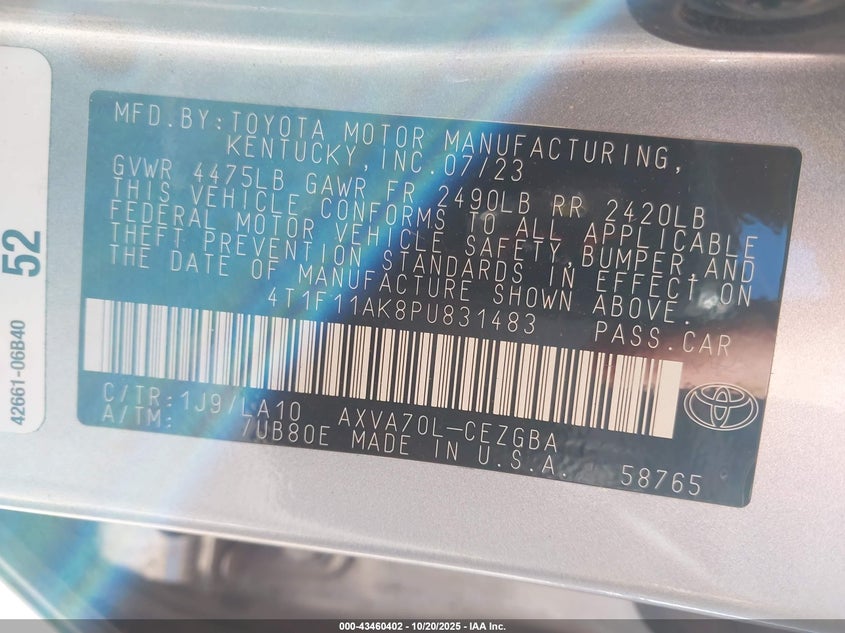 MFD.BY:TOYOTA MOTOR MANUFACTURING,
KENTUCKY INC.07/23
GVWR 4475LB GAWR FR 2490LB RR 2420LB
THIS VEHICLE CONFORMS TO ALL APPLICABLE
FEDERAL MOTOR VEHICLE SAFETY,BUMPER,AND
THEFT PREVENTION STANDARDS IN EFFECT ON
THE DATE OF MANUFACTURE SHOWN ABOVE.
4T1F11AK8PU831483 PASS.CAR
C/TR:1J9/LA10 AXVA70L-CEZGBA
A/TM: 7UB80E MADE IN U.S.A. 58765
52
42661-06B40
000-43460402 - 10/20/2025 - IAA Inc.